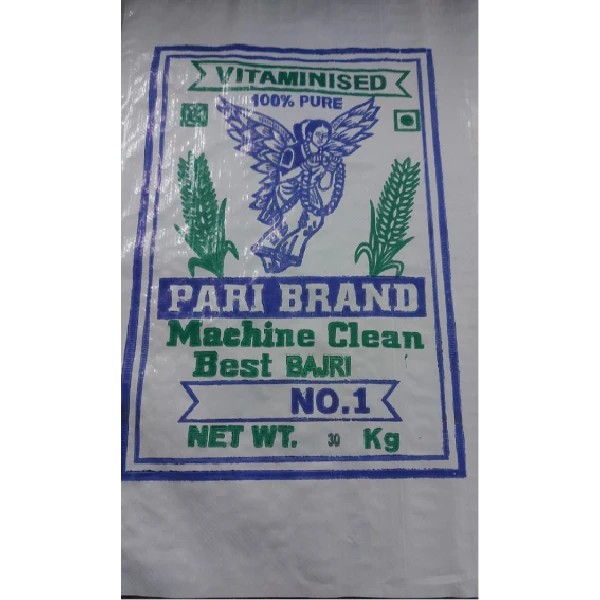 VITAMINISED
100% PURE
PARI BRAND
Machine Clean
Best BAJRI
NO.1
NET WT. 30 Kg